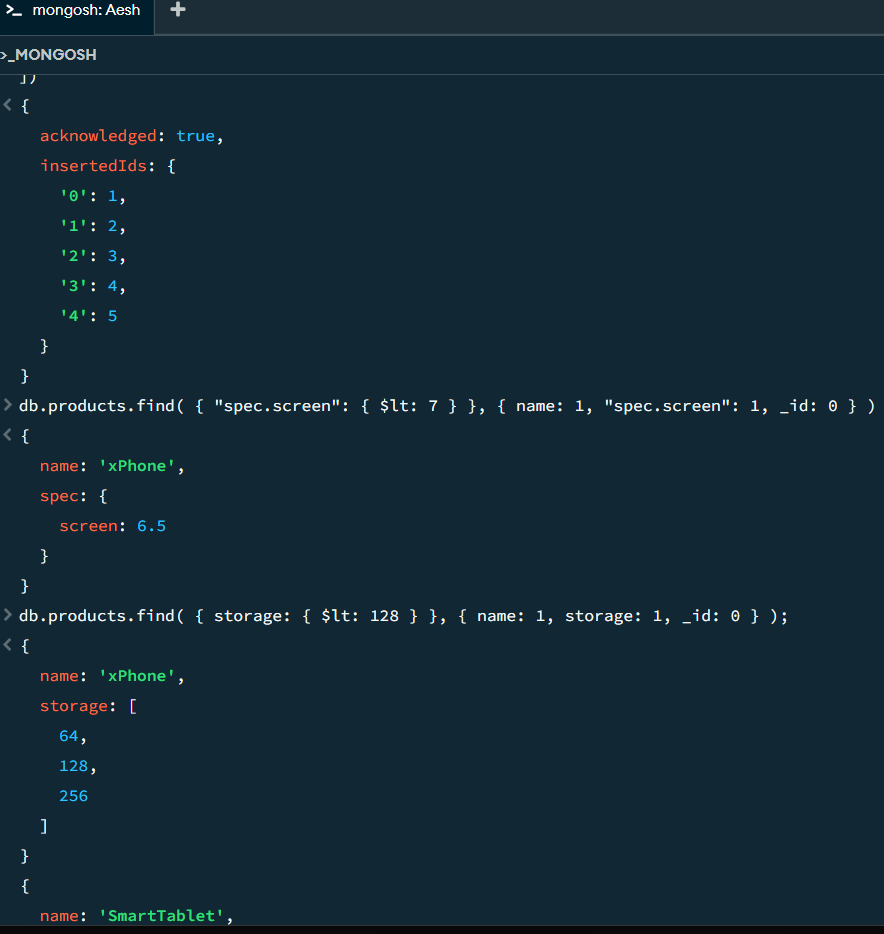 >_ mongosh: Aesh +
>_MONGOSH
])
{
acknowledged: true,
insertedIds: {
'0': 1,
'1': 2,
'2': 3,
'3': 4,
'4': 5
}
}
db.products.find( { "spec.screen": { $lt: 7 } }, { name: 1, "spec.screen": 1, _id: 0 } )
{
name: 'xPhone',
spec: {
screen: 6.5
}
}
db.products.find( { storage: { $lt: 128 } }, { name: 1, storage: 1, _id: 0 } );
{
name: 'xPhone',
storage: [
64,
128,
256
]
}
{
name: 'SmartTablet',